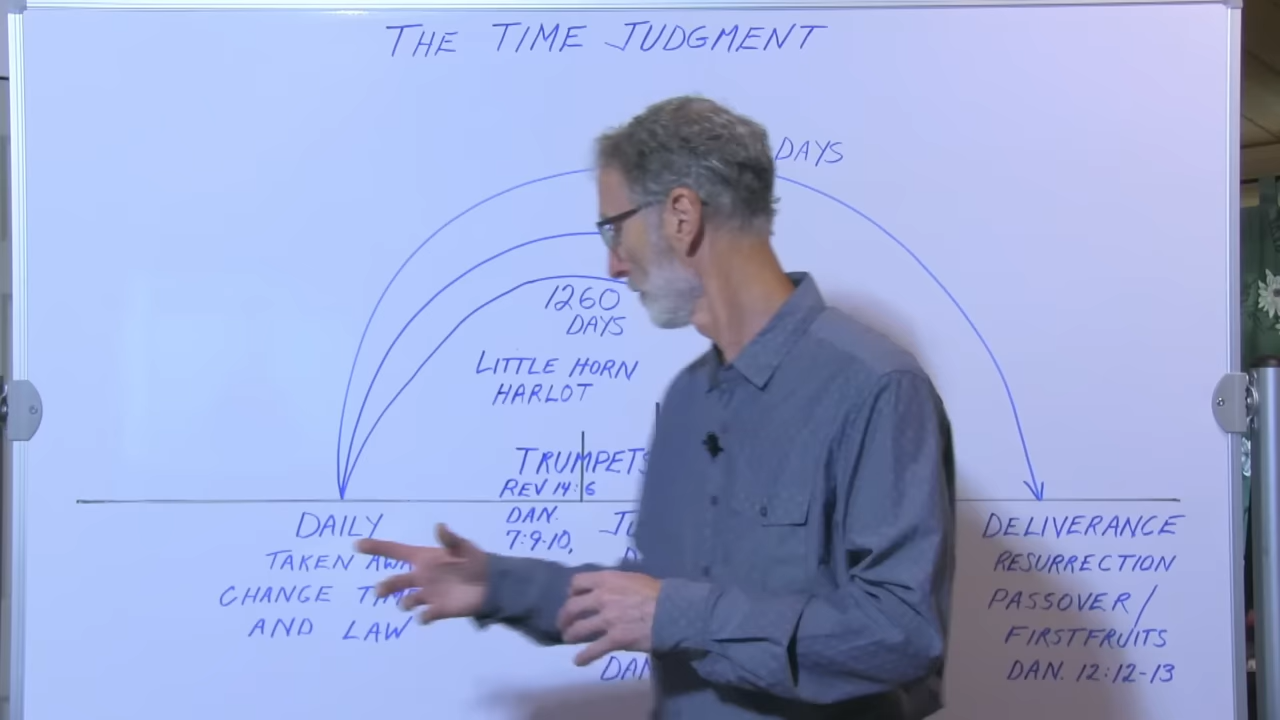 THE TIME JUDGMENT
DAYS
1260
DAYS
LITTLE HORN
HARLOT
TRUMPETS
REV 14:6
DAILY
TAKEN
CHANGE
AND LAW
DAN.
7:9-10,
DELIVERANCE
RESURRECTION
PASSOVER/
FIRSTFRUITS
DAN. 12:12-13